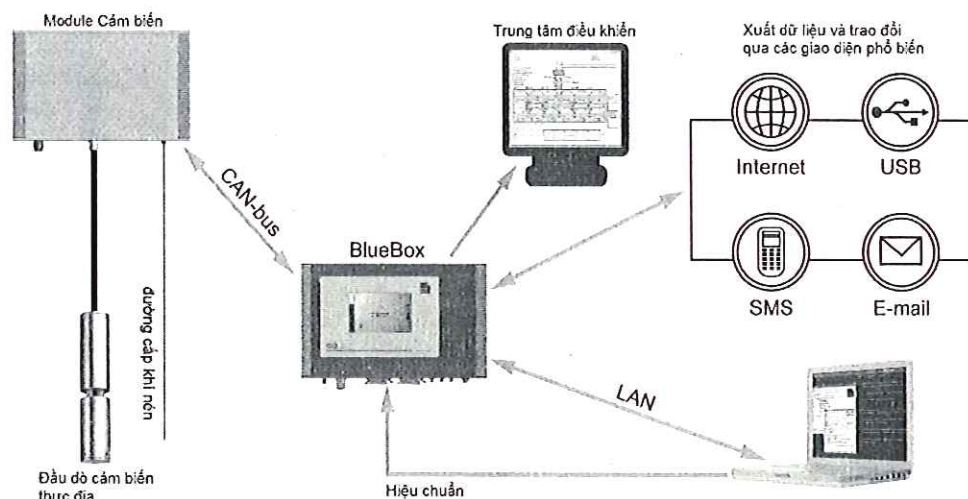 Module Cảm biến
Trung tâm điều khiển
Xuất dữ liệu và trao đổi
qua các giao diện phổ biến
Internet
USB
CAN-bus
BlueBox
SMS
E-mail
đường cấp khí nén
LAN
Đầu dò cảm biến
thực địa
Hiệu chuẩn